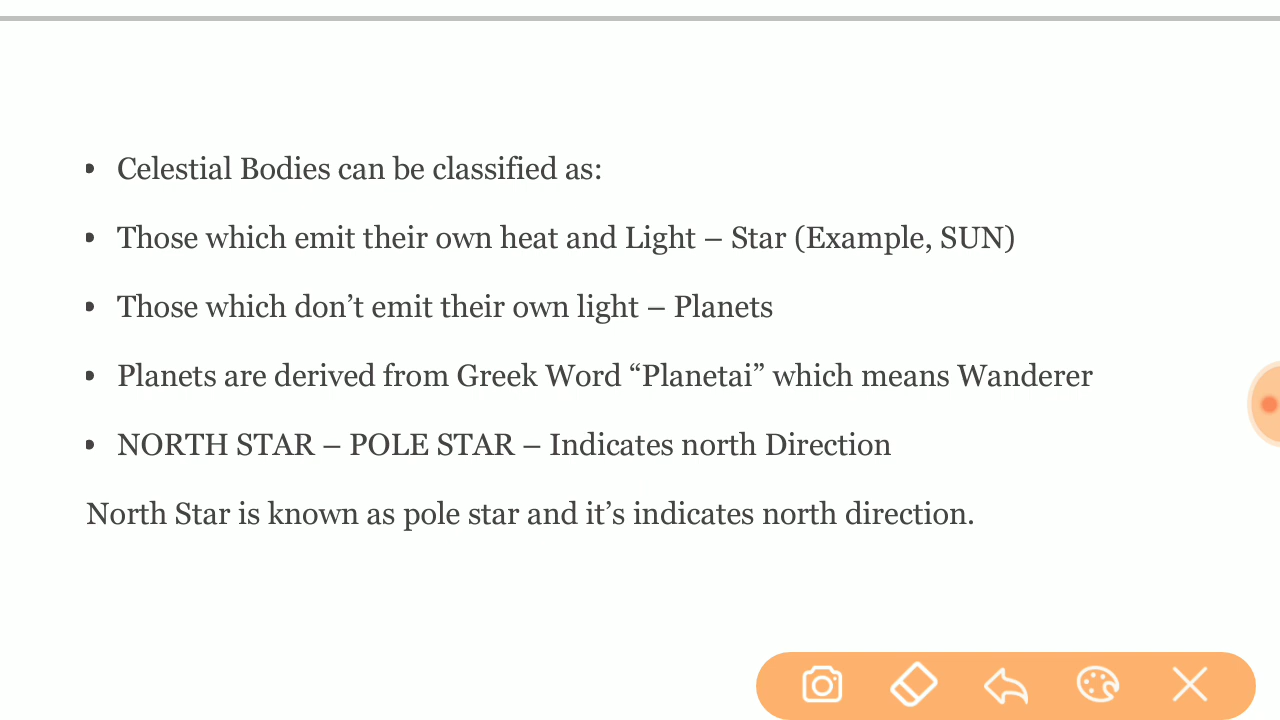 • Celestial Bodies can be classified as:
• Those which emit their own heat and Light – Star (Example, SUN)
• Those which don’t emit their own light – Planets
• Planets are derived from Greek Word “Planetai” which means Wanderer
• NORTH STAR – POLE STAR – Indicates north Direction
North Star is known as pole star and it’s indicates north direction.